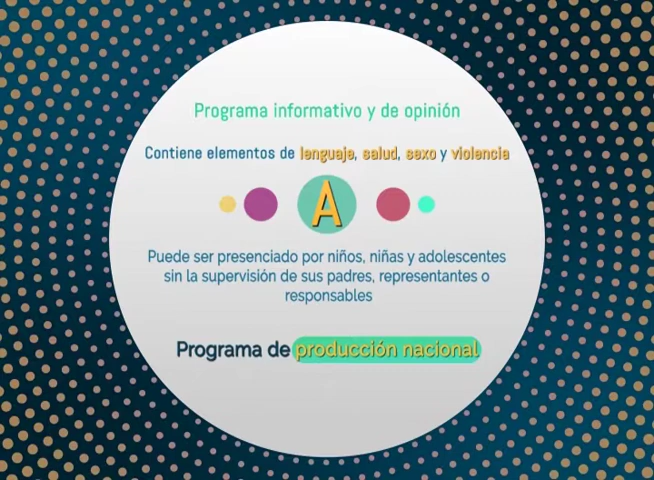 Programa informativo y de opinión
Contiene elementos de lenguaje, salud, sexo y violencia
A
Puede ser presenciado por niños, niñas y adolescentes
sin la supervisión de sus padres, representantes o
responsables
Programa de producción nacional